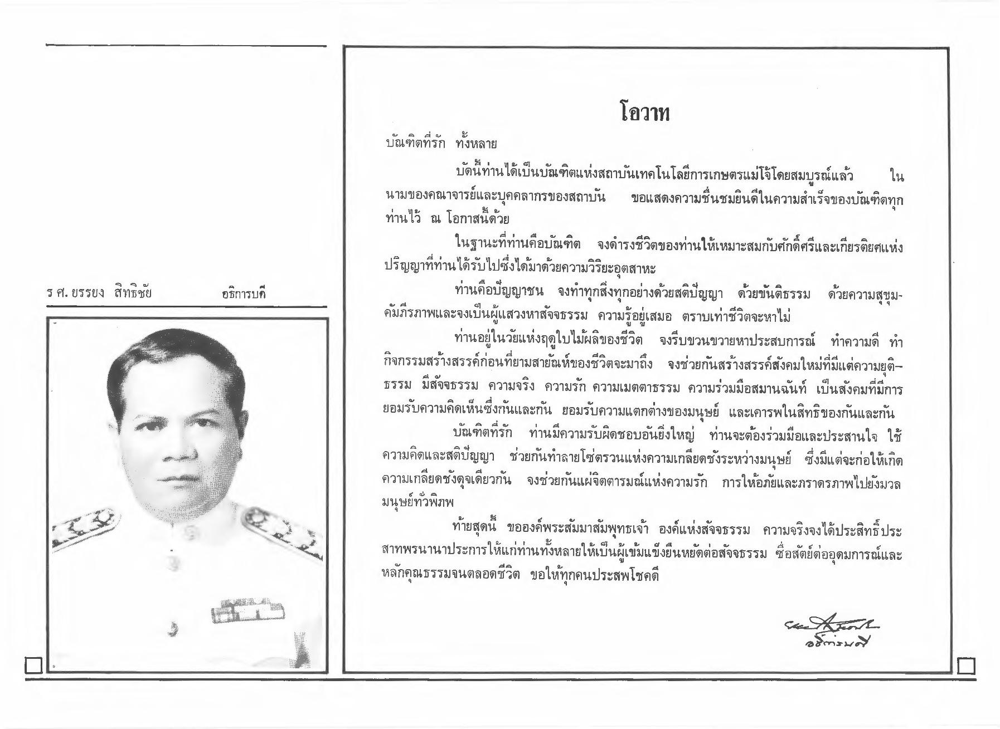 ร ศ. ยรรยง สิทธิชัย อธิการบดี
โอวาท
บัณฑิตที่รัก ทั้งหลาย
บัดนี้ท่านได้เป็นบัณฑิตแห่งสถาบันเทคโนโลยีการเกษตรแม่โจ้โดยสมบูรณ์แล้ว ใน
นามของคณาจารย์และบุคคลากรของสถาบัน ขอแสดงความชื่นชมยินดีในความสำเร็จของบัณฑิตทุก
ท่านไว้ ณ โอกาสนี้ด้วย
ในฐานะที่ท่านคือบัณฑิต จงดำรงชีวิตของท่านให้เหมาะสมกับศักดิ์ศรีและเกียรติยศแห่ง
ปริญญาที่ท่านได้รับไปซึ่งได้มาด้วยความวิริยะอุตสาหะ
ท่านคือปัญญาชน จงทำทุกสิ่งทุกอย่างด้วยสติปัญญา ด้วยขันติธรรม ด้วยความสุขุม-
คัมภีรภาพและจงเป็นผู้แสวงหาสัจจธรรม ความรู้อยู่เสมอ ตราบเท่าชีวิตจะหาไม่
ท่านอยู่ในวัยแห่งฤดูใบไม้ผลิของชีวิต จงรีบขวนขวายหาประสบการณ์ ทำความดี ทำ
กิจกรรมสร้างสรรค์ก่อนที่ยามสายัณห์ของชีวิตจะมาถึง จงช่วยกันสร้างสรรค์สังคมใหม่ที่มีแต่ความยุติ-
ธรรม มีสัจจธรรม ความจริง ความรัก ความเมตตาธรรม ความร่วมมือสมานฉันท์ เป็นสังคมที่มีการ
ยอมรับความคิดเห็นซึ่งกันและกัน ยอมรับความแตกต่างของมนุษย์ และเคารพในสิทธิของกันและกัน
บัณฑิตที่รัก ท่านมีความรับผิดชอบอันยิ่งใหญ่ ท่านจะต้องร่วมมือและประสานใจ ใช้
ความคิดและสติปัญญา ช่วยกันทำลายโซ่ตรวนแห่งความเกลียดชังระหว่างมนุษย์ ซึ่งมีแต่จะก่อให้เกิด
ความเกลียดชังดุจเดียวกัน จงช่วยกันแผ่จิตตารมณ์แห่งความรัก การให้อภัยและภราดรภาพไปยังมวล
มนุษย์ทั่วพิภพ
ท้ายสุดนี้ ขอองค์พระสัมมาสัมพุทธเจ้า องค์แห่งสัจจธรรม ความจริงจงได้ประสิทธิ์ประ
สาทพรนานาประการให้แก่ท่านทั้งหลายให้เป็นผู้เข้มแข็งยืนหยัดต่อสัจจธรรม ซื่อสัตย์ต่ออุดมการณ์และ
หลักคุณธรรมจนตลอดชีวิต ขอให้ทุกคนประสพโชคดี
อธิการบดี